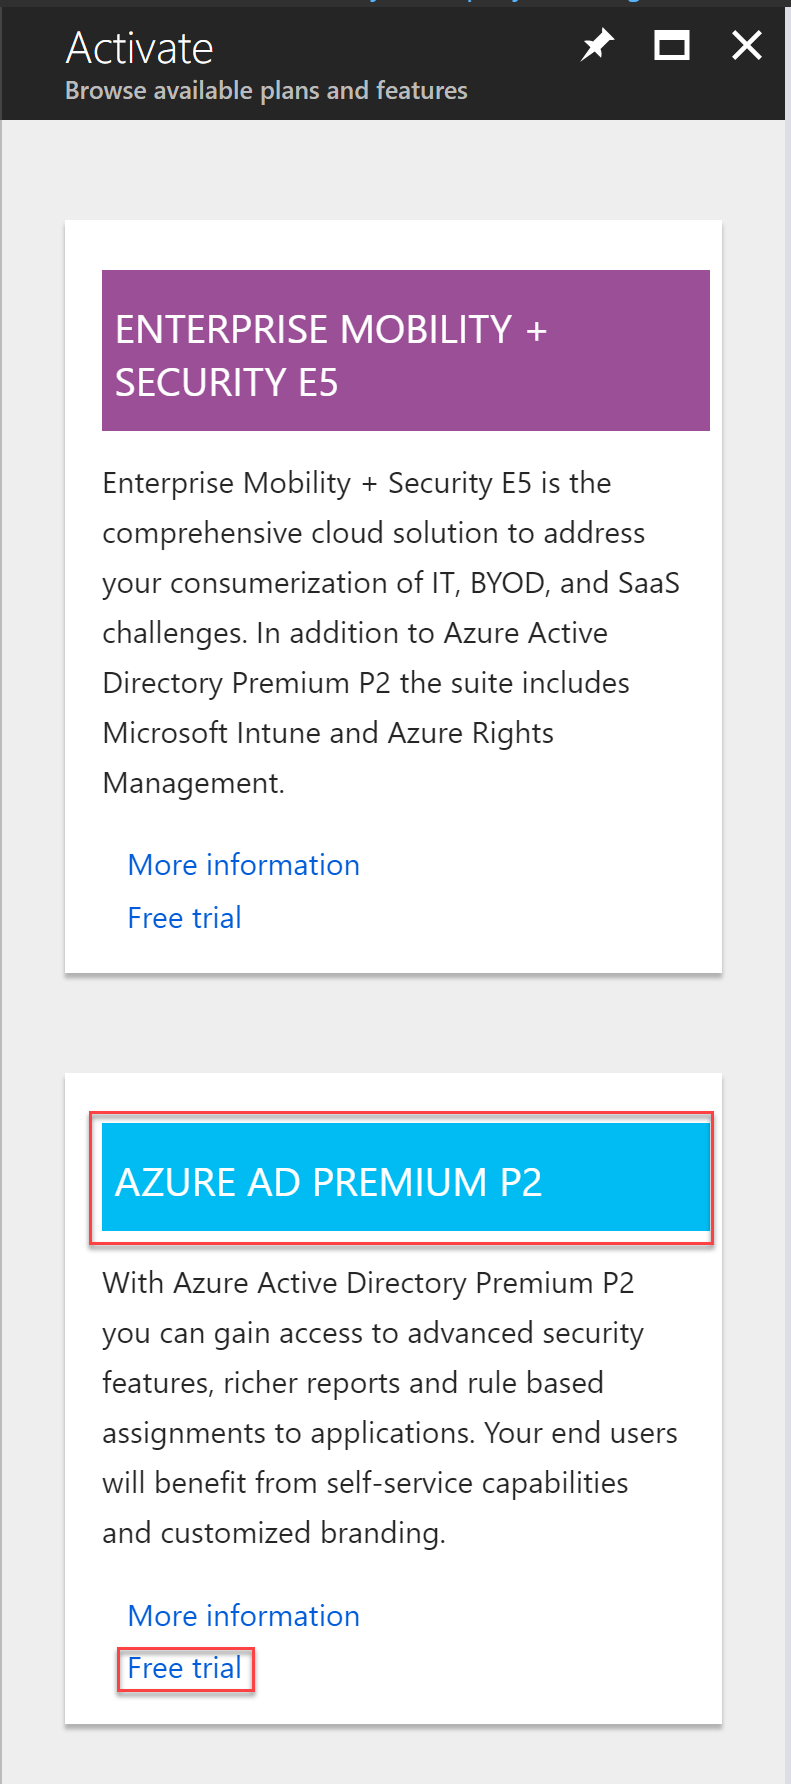 Activate
Browse available plans and features
ENTERPRISE MOBILITY +
SECURITY E5
Enterprise Mobility + Security E5 is the
comprehensive cloud solution to address
your consumerization of IT, BYOD, and SaaS
challenges. In addition to Azure Active
Directory Premium P2 the suite includes
Microsoft Intune and Azure Rights
Management.
More information
Free trial
AZURE AD PREMIUM P2
With Azure Active Directory Premium P2
you can gain access to advanced security
features, richer reports and rule based
assignments to applications. Your end users
will benefit from self-service capabilities
and customized branding.
More information
Free trial